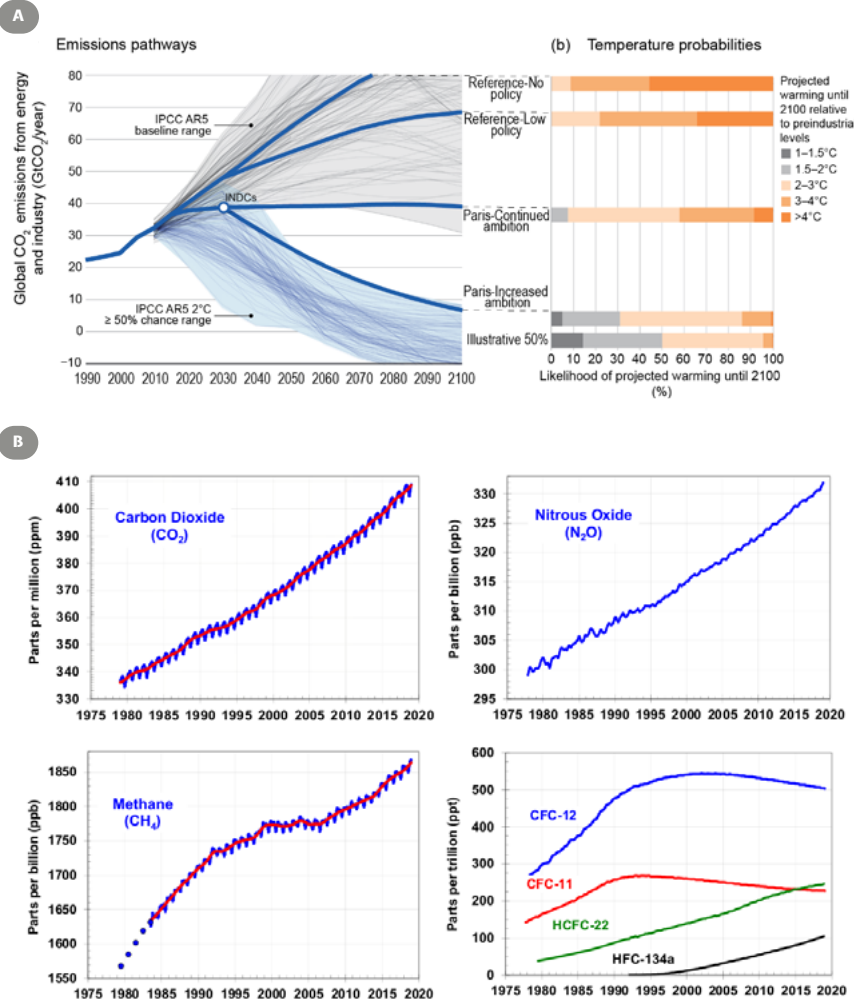 A
Emissions pathways
(b) Temperature probabilities
Global CO2 emissions from energy
and industry (GtCO2/year)
80
70
60
50
40
30
20
10
0
−10
IPCC AR5
baseline range
INDCs
IPCC AR5 2°C
≥ 50% chance range
1990 2000 2010 2020 2030 2040 2050 2060 2070 2080 2090 2100
Reference-No
policy
Reference-Low
policy
Paris-Continued
ambition
Paris-Increased
ambition
Illustrative 50%
0 10 20 30 40 50 60 70 80 90 100
Likelihood of projected warming until 2100
(%)
Projected
warming until
2100 relative
to preindustria
levels
1–1.5°C
1.5–2°C
2–3°C
3–4°C
>4°C
B
Parts per million (ppm)
410
400
390
380
370
360
350
340
330
Carbon Dioxide
(CO2)
1975 1980 1985 1990 1995 2000 2005 2010 2015 2020
Parts per billion (ppb)
330
325
320
315
310
305
300
295
Nitrous Oxide
(N2O)
1975 1980 1985 1990 1995 2000 2005 2010 2015 2020
Parts per billion (ppb)
1850
1800
1750
1700
1650
1600
1550
Methane
(CH4)
1975 1980 1985 1990 1995 2000 2005 2010 2015 2020
Parts per trillion (ppt)
600
500
400
300
200
100
0
CFC-12
CFC-11
HCFC-22
HFC-134a
1975 1980 1985 1990 1995 2000 2005 2010 2015 2020